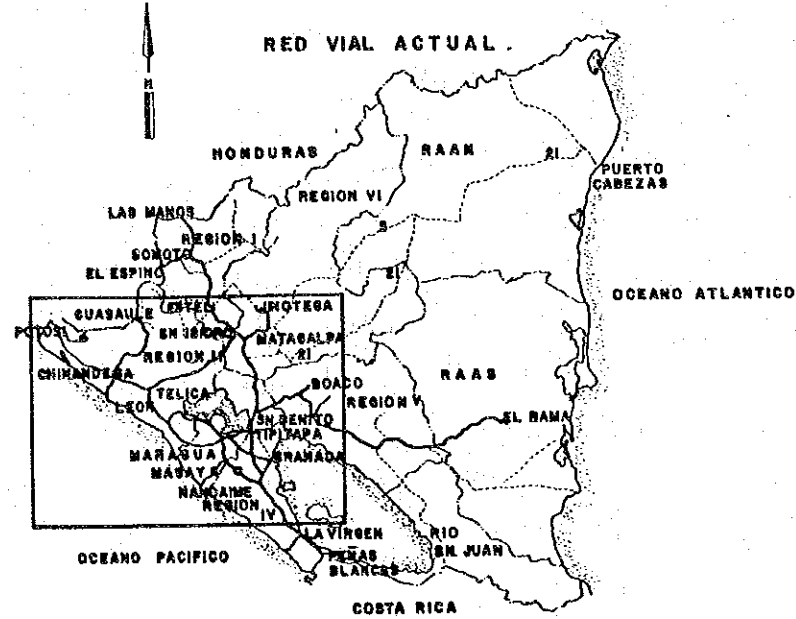 RED VIAL ACTUAL.
N
HONDURAS
RAAN
21
PUERTO
CABEZAS
REGION VI
LAS MANOS
REGION I
5
SOMOTO
EL ESPINO
21
OCEANO ATLANTICO
ESTELI
JINOTEGA
GUASAULE
POTOSI
SN ISIDRO
MATAGALPA
REGION II
21
CHINANDEGA
BOACO
RAAS
TELICA
REGION V
LEON
EL RAMA
SN BENITO
TIPITAPA
MANAGUA
GRANADA
MASAYA
NANDAIME
REGION
IV
LA VIRGEN
RIO
SN JUAN
OCEANO PACIFICO
PEÑAS
BLANCAS
COSTA RICA